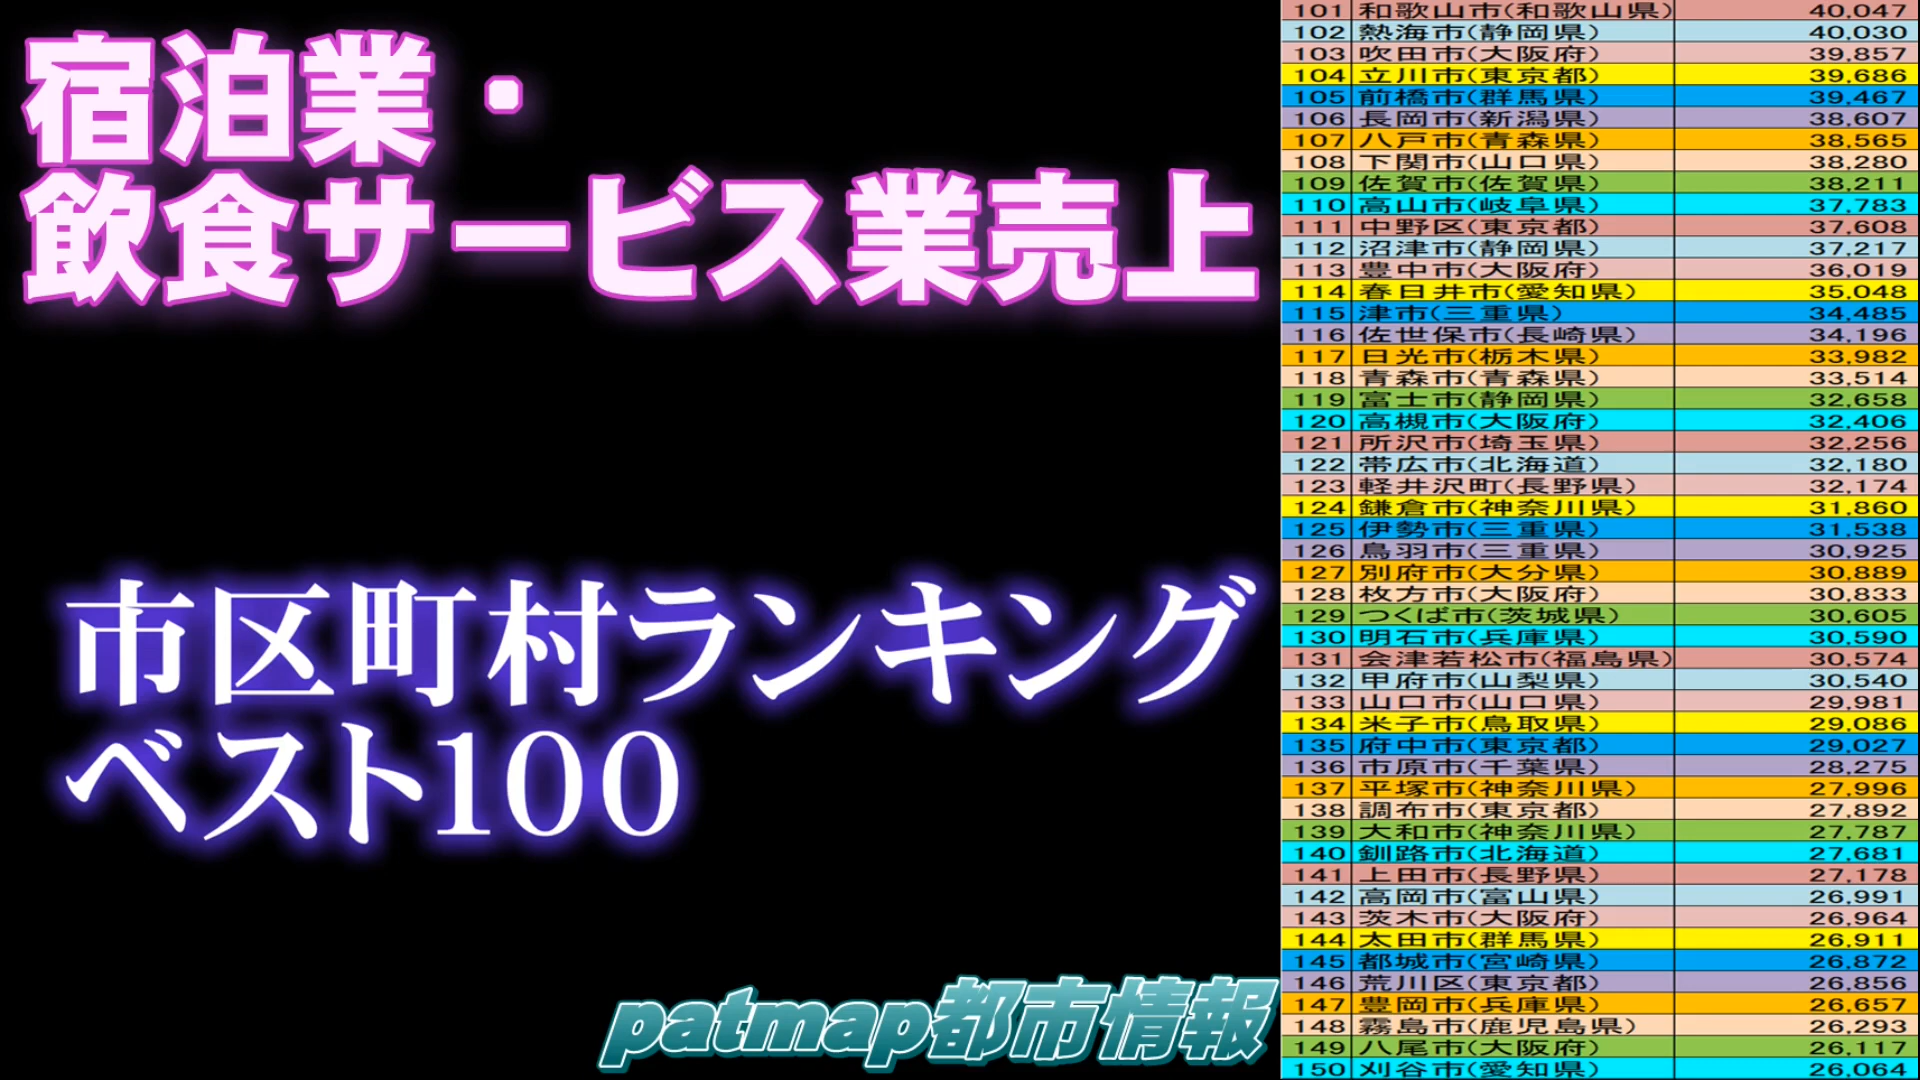 宿泊業・
飲食サービス業売上
市区町村ランキング
ベスト100
patmap都市情報
101 和歌山市(和歌山県) 40,047
102 熱海市(静岡県) 40,030
103 吹田市(大阪府) 39,857
104 立川市(東京都) 39,686
105 前橋市(群馬県) 39,467
106 長岡市(新潟県) 38,607
107 八戸市(青森県) 38,565
108 下関市(山口県) 38,280
109 佐賀市(佐賀県) 38,211
110 高山市(岐阜県) 37,783
111 中野区(東京都) 37,608
112 沼津市(静岡県) 37,217
113 豊中市(大阪府) 36,019
114 春日井市(愛知県) 35,048
115 津市(三重県) 34,485
116 佐世保市(長崎県) 34,196
117 日光市(栃木県) 33,982
118 青森市(青森県) 33,514
119 富士市(静岡県) 32,658
120 高槻市(大阪府) 32,406
121 所沢市(埼玉県) 32,256
122 帯広市(北海道) 32,180
123 軽井沢町(長野県) 32,174
124 鎌倉市(神奈川県) 31,860
125 伊勢市(三重県) 31,538
126 鳥羽市(三重県) 30,925
127 別府市(大分県) 30,889
128 枚方市(大阪府) 30,833
129 つくば市(茨城県) 30,605
130 明石市(兵庫県) 30,590
131 会津若松市(福島県) 30,574
132 甲府市(山梨県) 30,540
133 山口市(山口県) 29,981
134 米子市(鳥取県) 29,086
135 府中市(東京都) 29,027
136 市原市(千葉県) 28,275
137 平塚市(神奈川県) 27,996
138 調布市(東京都) 27,892
139 大和市(神奈川県) 27,787
140 釧路市(北海道) 27,681
141 上田市(長野県) 27,178
142 高岡市(富山県) 26,991
143 茨木市(大阪府) 26,964
144 太田市(群馬県) 26,911
145 都城市(宮崎県) 26,872
146 荒川区(東京都) 26,856
147 豊岡市(兵庫県) 26,657
148 霧島市(鹿児島県) 26,293
149 八尾市(大阪府) 26,117
150 刈谷市(愛知県) 26,064